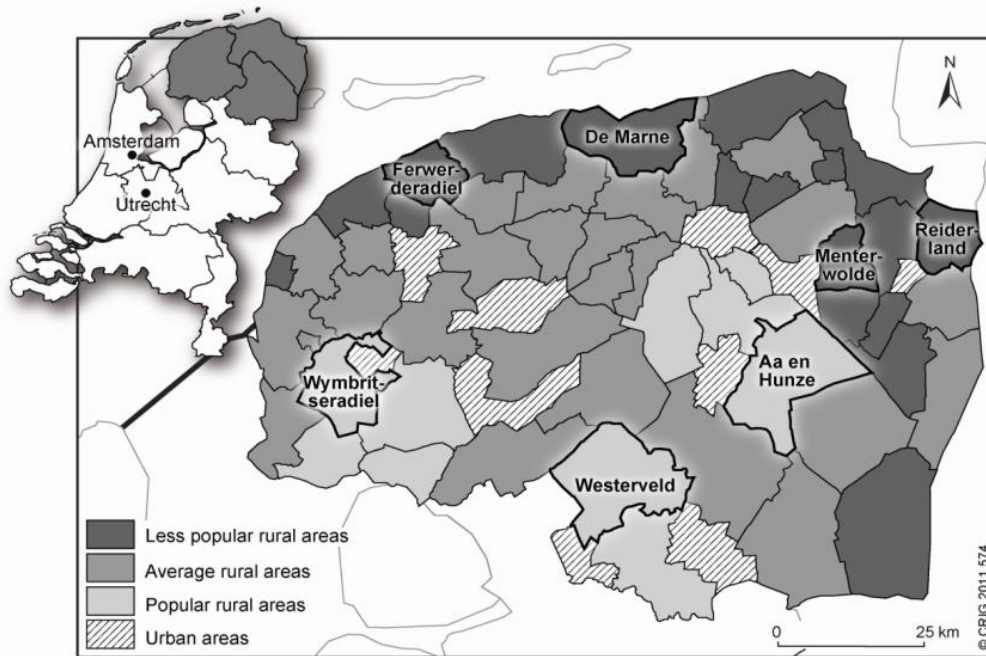 Amsterdam
Utrecht
N
De Marne
Ferwer-
deradiel
Reider-
land
Menter-
wolde
Aa en
Hunze
Wymbrit-
seradiel
Westerveld
Less popular rural areas
Average rural areas
Popular rural areas
Urban areas
0 25 km
© CRIG 2011.574